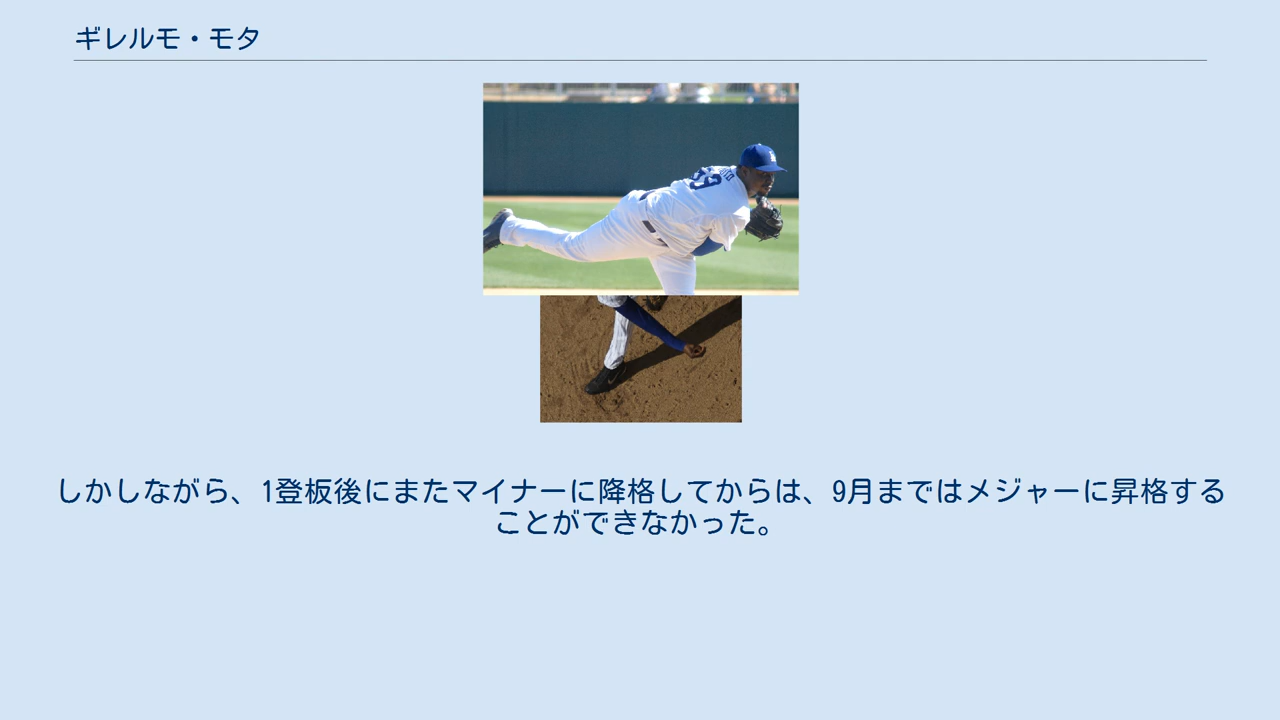 ギレルモ・モタ
しかしながら、1登板後にまたマイナーに降格してからは、9月まではメジャーに昇格する
ことができなかった。